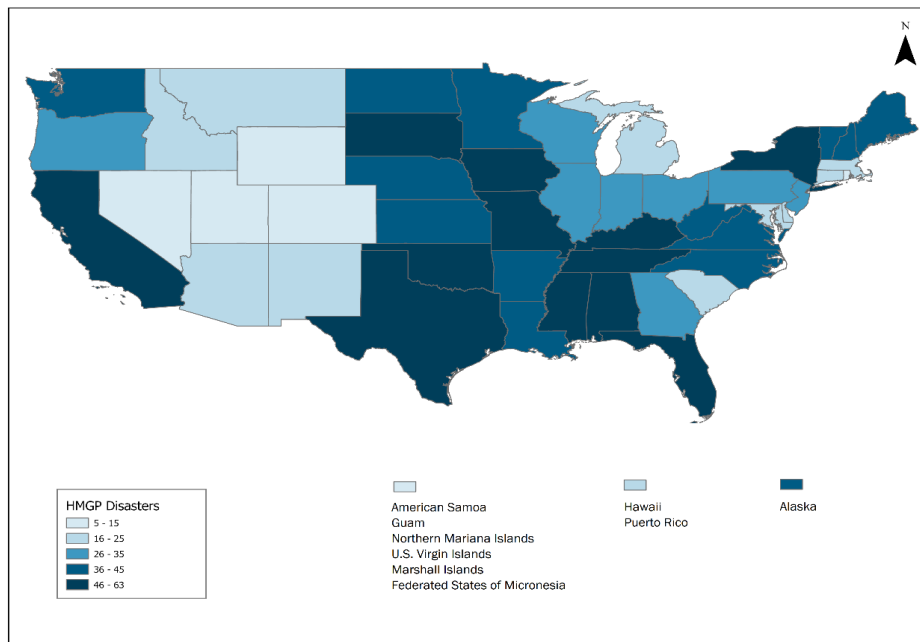 N
HMGP Disasters
5 - 15
16 - 25
26 - 35
36 - 45
46 - 63
American Samoa
Guam
Northern Mariana Islands
U.S. Virgin Islands
Marshall Islands
Federated States of Micronesia
Hawaii
Puerto Rico
Alaska